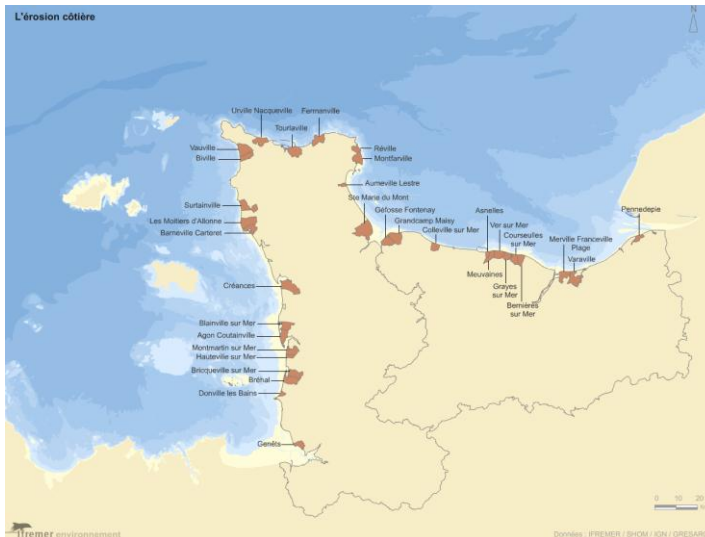 L'érosion côtière
N
Urville Nacqueville
Fermanville
Tourlaville
Vauville
Biville
Réville
Montfarville
Aumeville Lestre
Surtainville
Ste Marie du Mont
Les Moitiers d'Allonne
Barneville Carteret
Géfosse Fontenay
Grandcamp Maisy
Colleville sur Mer
Asnelles
Ver sur Mer
Courseulles
sur Mer
Meuvaines
Grayes
sur Mer
Bernières
sur Mer
Merville Franceville
Plage
Varaville
Pennedepie
Créances
Blainville sur Mer
Agon Coutainville
Montmartin sur Mer
Hauteville sur Mer
Bricqueville sur Mer
Bréhal
Donville les Bains
Genêts
0 10 20
ifremer environnement
Données : IFREMER / SHOM / IGN / GRESARC